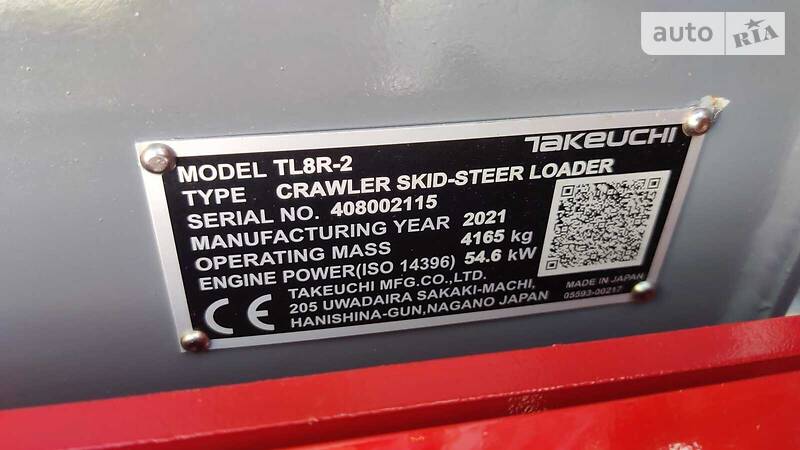 auto RIA
TAKEUCHI
MODEL TL8R-2
TYPE CRAWLER SKID-STEER LOADER
SERIAL NO. 408002115
MANUFACTURING YEAR 2021
OPERATING MASS 4165 kg
ENGINE POWER(ISO 14396) 54.6 kW
TAKEUCHI MFG.CO.,LTD.
205 UWADAIRA SAKAKI-MACHI,
HANISHINA-GUN,NAGANO JAPAN
CE
MADE IN JAPAN
05593-00217